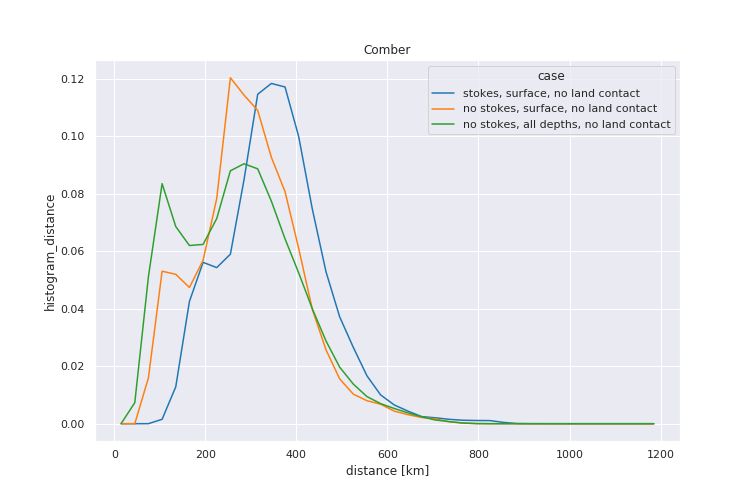 Comber
case
stokes, surface, no land contact
no stokes, surface, no land contact
no stokes, all depths, no land contact
histogram_distance
0.12
0.10
0.08
0.06
0.04
0.02
0.00
0
200
400
600
800
1000
1200
distance [km]